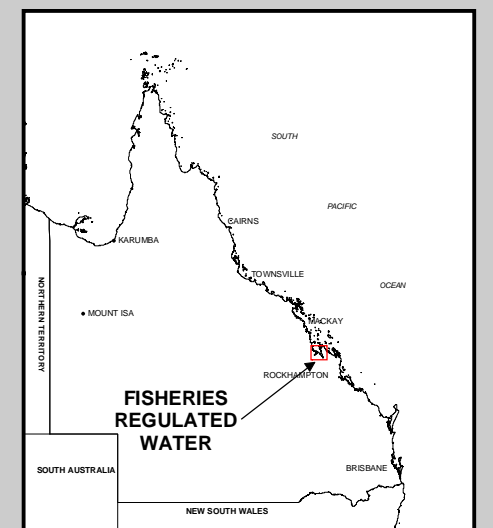 SOUTH
PACIFIC
CAIRNS
KARUMBA
TOWNSVILLE
OCEAN
NORTHERN TERRITORY
MOUNT ISA
MACKAY
ROCKHAMPTON
FISHERIES
REGULATED
WATER
SOUTH AUSTRALIA
BRISBANE
NEW SOUTH WALES